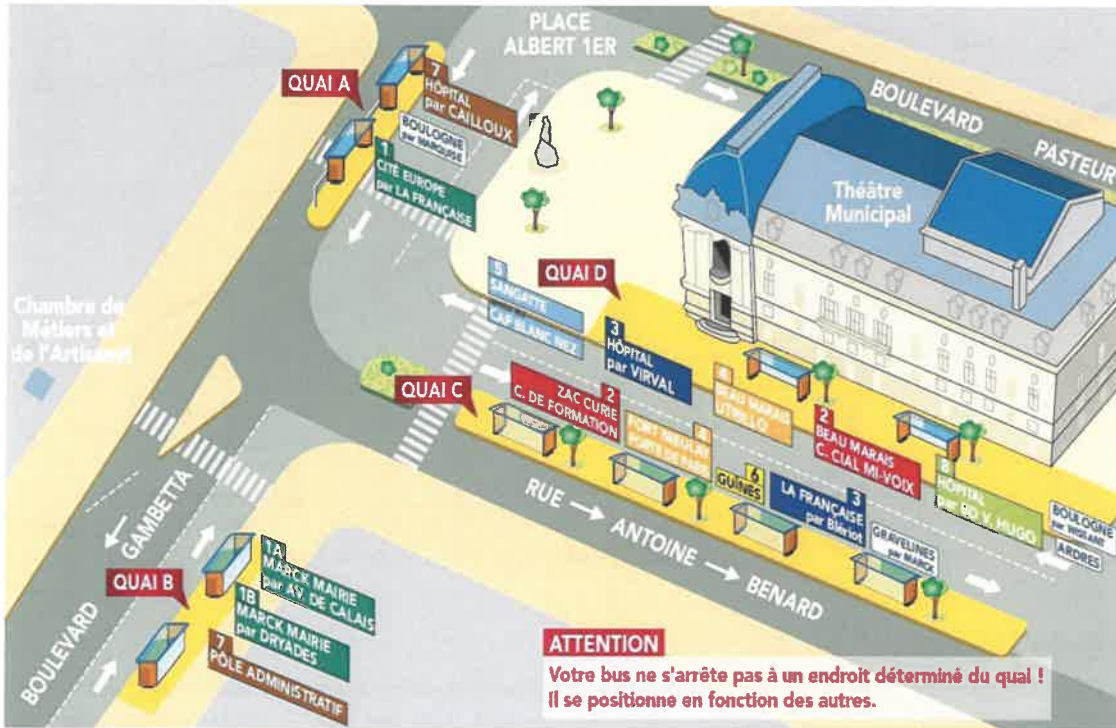 PLACE
ALBERT 1ER
BOULEVARD
PASTEUR
QUAI A
7
HÔPITAL
par CAILLOUX
BOULOGNE
par MARQUISE
1
CITÉ EUROPE
par LA FRANÇAISE
Théâtre
Municipal
Chambre de
Métiers et
de l'Artisanat
QUAI D
5
SANGATTE
CAP BLANC NEZ
3
HÔPITAL
par VIRVAL
4
BEAU MARAIS
UTRILLO
2
BEAU MARAIS
C. CIAL MI-VOIX
8
HÔPITAL
par BD V. HUGO
BOULOGNE
par WISSANT
ARDRES
QUAI C
2
ZAC CURIE
C. DE FORMATION
4
FORT NIEULAY
PORTE DE PARIS
6
GUÎNES
3
LA FRANÇAISE
par Blériot
GRAVELINES
par MARCK
RUE ANTOINE BENARD
BOULEVARD GAMBETTA
QUAI B
1A
MARCK MAIRIE
par AV. DE CALAIS
1B
MARCK MAIRIE
par DRYADES
7
PÔLE ADMINISTRATIF
ATTENTION
Votre bus ne s'arrête pas à un endroit déterminé du quai !
Il se positionne en fonction des autres.